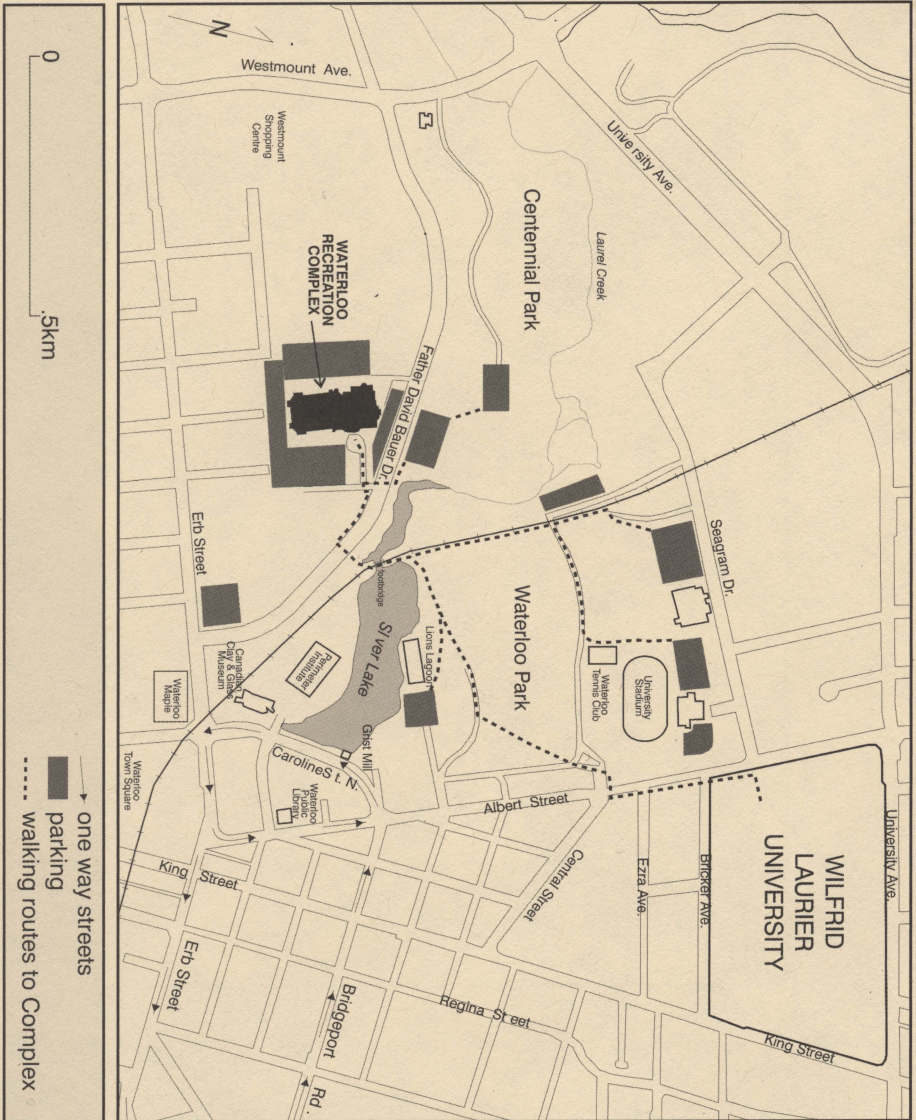 N
Westmount Ave.
Westmount
Shopping
Centre
WATERLOO
RECREATION
COMPLEX
Centennial Park
Laurel Creek
University Ave.
Father David Bauer Dr.
Seagram Dr.
Erb Street
footbridge
Silver Lake
Waterloo Park
Lions Lagoon
Waterloo
Tennis Club
University
Stadium
Perimeter
Institute
Canadian
Clay & Glass
Museum
Waterloo
Maple
Grist Mill
Caroline St. N.
Waterloo
Town Square
Waterloo
Public
Library
Albert Street
Central Street
Ezra Ave.
Bricker Ave.
University Ave.
WILFRID
LAURIER
UNIVERSITY
King Street
Erb Street
Bridgeport Rd.
Regina St eet
King Street
0 .5km
one way streets
parking
walking routes to Complex